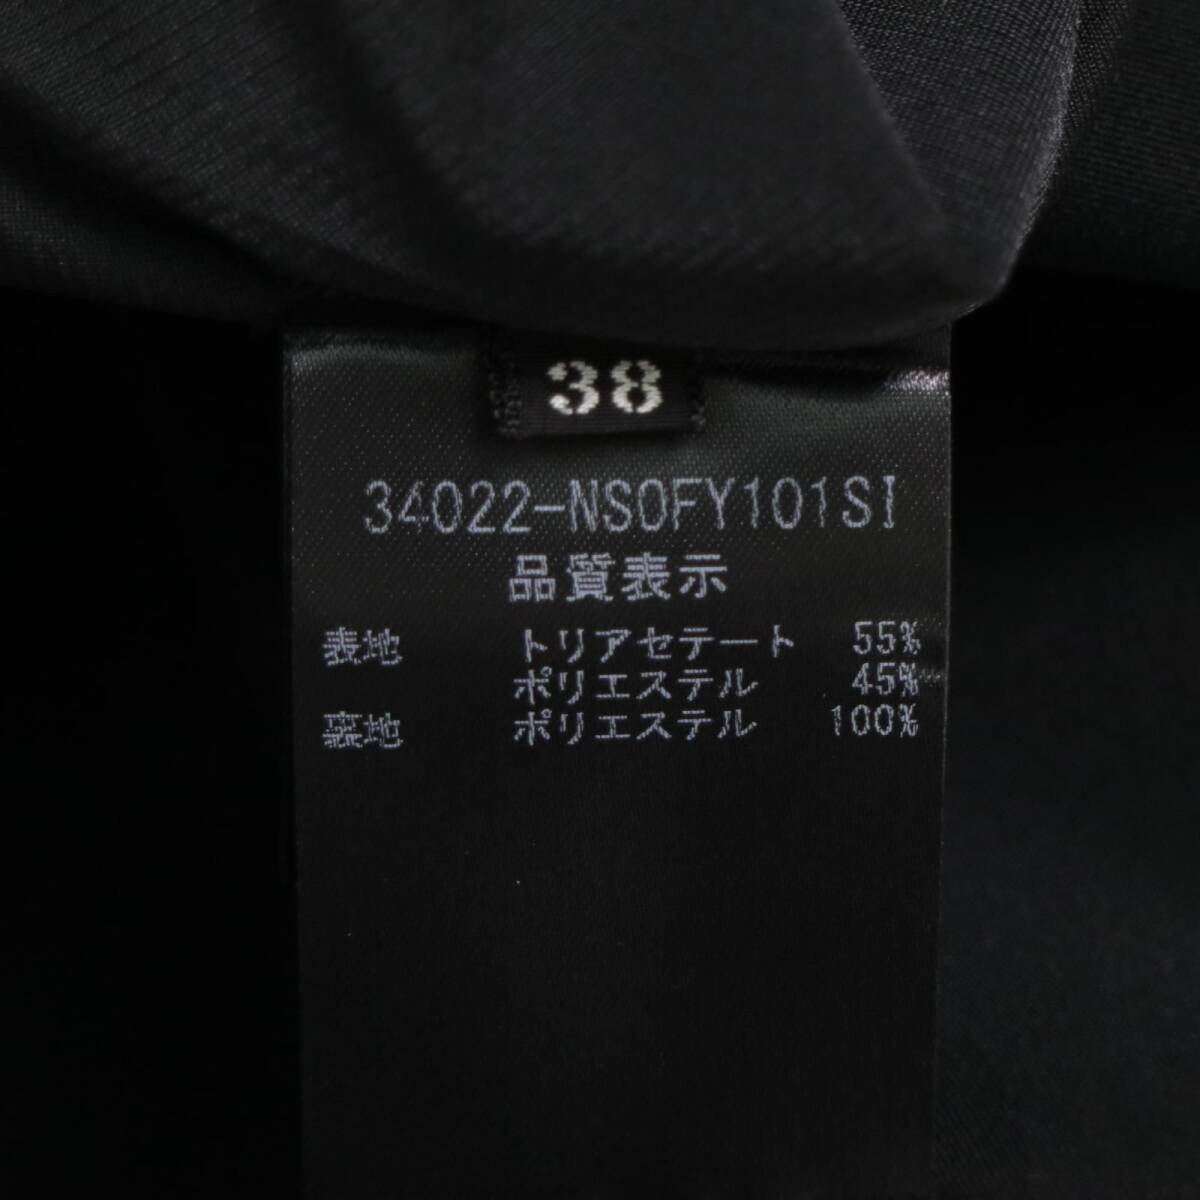 38
34022-NS0FY101SI
品質表示
表地 トリアセテート 55%
ポリエステル 45%
裏地 ポリエステル 100%